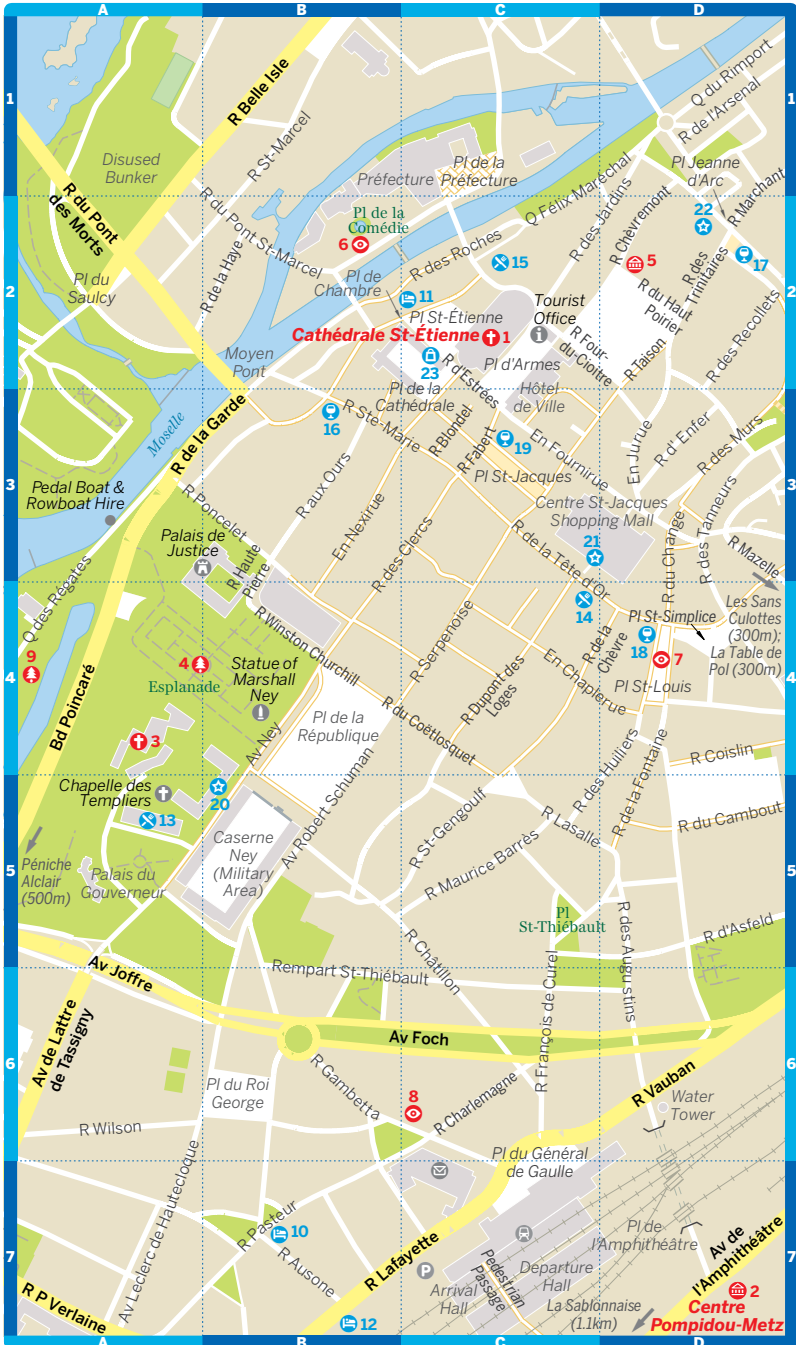 A B C D
1 1
R Belle Isle
Q du Rimport
R de l'Arsenal
R St-Marcel
Disused
Bunker
Préfecture
Pl de la
Préfecture
Pl Jeanne
d'Arc
R du Pont
des Morts
R du Pont St-Marcel
Pl de la
Comédie
6
Q Félix Maréchal
R des Jardins
R Chèvremont
22
R Marchant
R des Roches
15
5
17
R de la Haye
Pl du
Saulcy
2 2
Pl de
Chambre
11
Pl St-Étienne
Tourist
Office
R du Haut
Poirier
R des
Trinitaires
R des Recollets
Cathédrale St-Étienne 1
R Four-
du-Cloître
R Taison
Moyen
Pont
23
R d'Estrées
Pl d'Armes
Pl de la
Cathédrale
Hôtel
de Ville
Moselle
R de la Garde
16
R Ste-Marie
R Blondel
R Fabert
19
En Fournirue
En Jurue
R d' Enfer
R des Murs
3 3
Pedal Boat &
Rowboat Hire
R Poncelet
R aux Ours
En Nexirue
Pl St-Jacques
Centre St-Jacques
Shopping Mall
R des Tanneurs
Palais de
Justice
R Haute
Pierre
R des Clercs
R de la Tête d'Or
21
R du Change
R Mazelle
Q des Régates
R Winston Churchill
R Serpenoise
14
R de la
Chèvre
Pl St-Simplice
Les Sans
Culottes
(300m);
La Table de
Pol (300m)
18
7
9
4
Esplanade
Statue of
Marshall
Ney
En Chaplerue
Pl St-Louis
4 4
Bd Poincaré
Pl de la
République
R du Coëtlosquet
R Dupont des
Loges
3
Av Ney
R Coislin
Chapelle des
Templiers
20
13
Av Robert Schuman
R St-Gengoulf
R des Huiliers
R de la Fontaine
R Lasalle
R du Cambout
Caserne
Ney
(Military
Area)
5 5
Péniche
Alclair
(500m)
Palais du
Gouverneur
R Maurice Barrès
Pl
St-Thiébault
R des Augustins
R d'Asfeld
R Châtillon
Av Joffre
Rempart St-Thiébault
R François de Curel
Av de Lattre
de Tassigny
Av Foch
6 6
R Gambetta
8
R Charlemagne
R Vauban
Water
Tower
Pl du Roi
George
R Wilson
Pl du Général
de Gaulle
Av Leclerc de Hautecloque
R Pasteur
10
R Ausone
R Lafayette
Pl de
l'Amphithéâtre
Av de
l'Amphithéâtre
7 7
P
Arrival
Hall
Pedestrian
Passage
Departure
Hall
La Sablonnaise
(1.1km)
2
Centre
Pompidou-Metz
R P Verlaine
12
A B C D